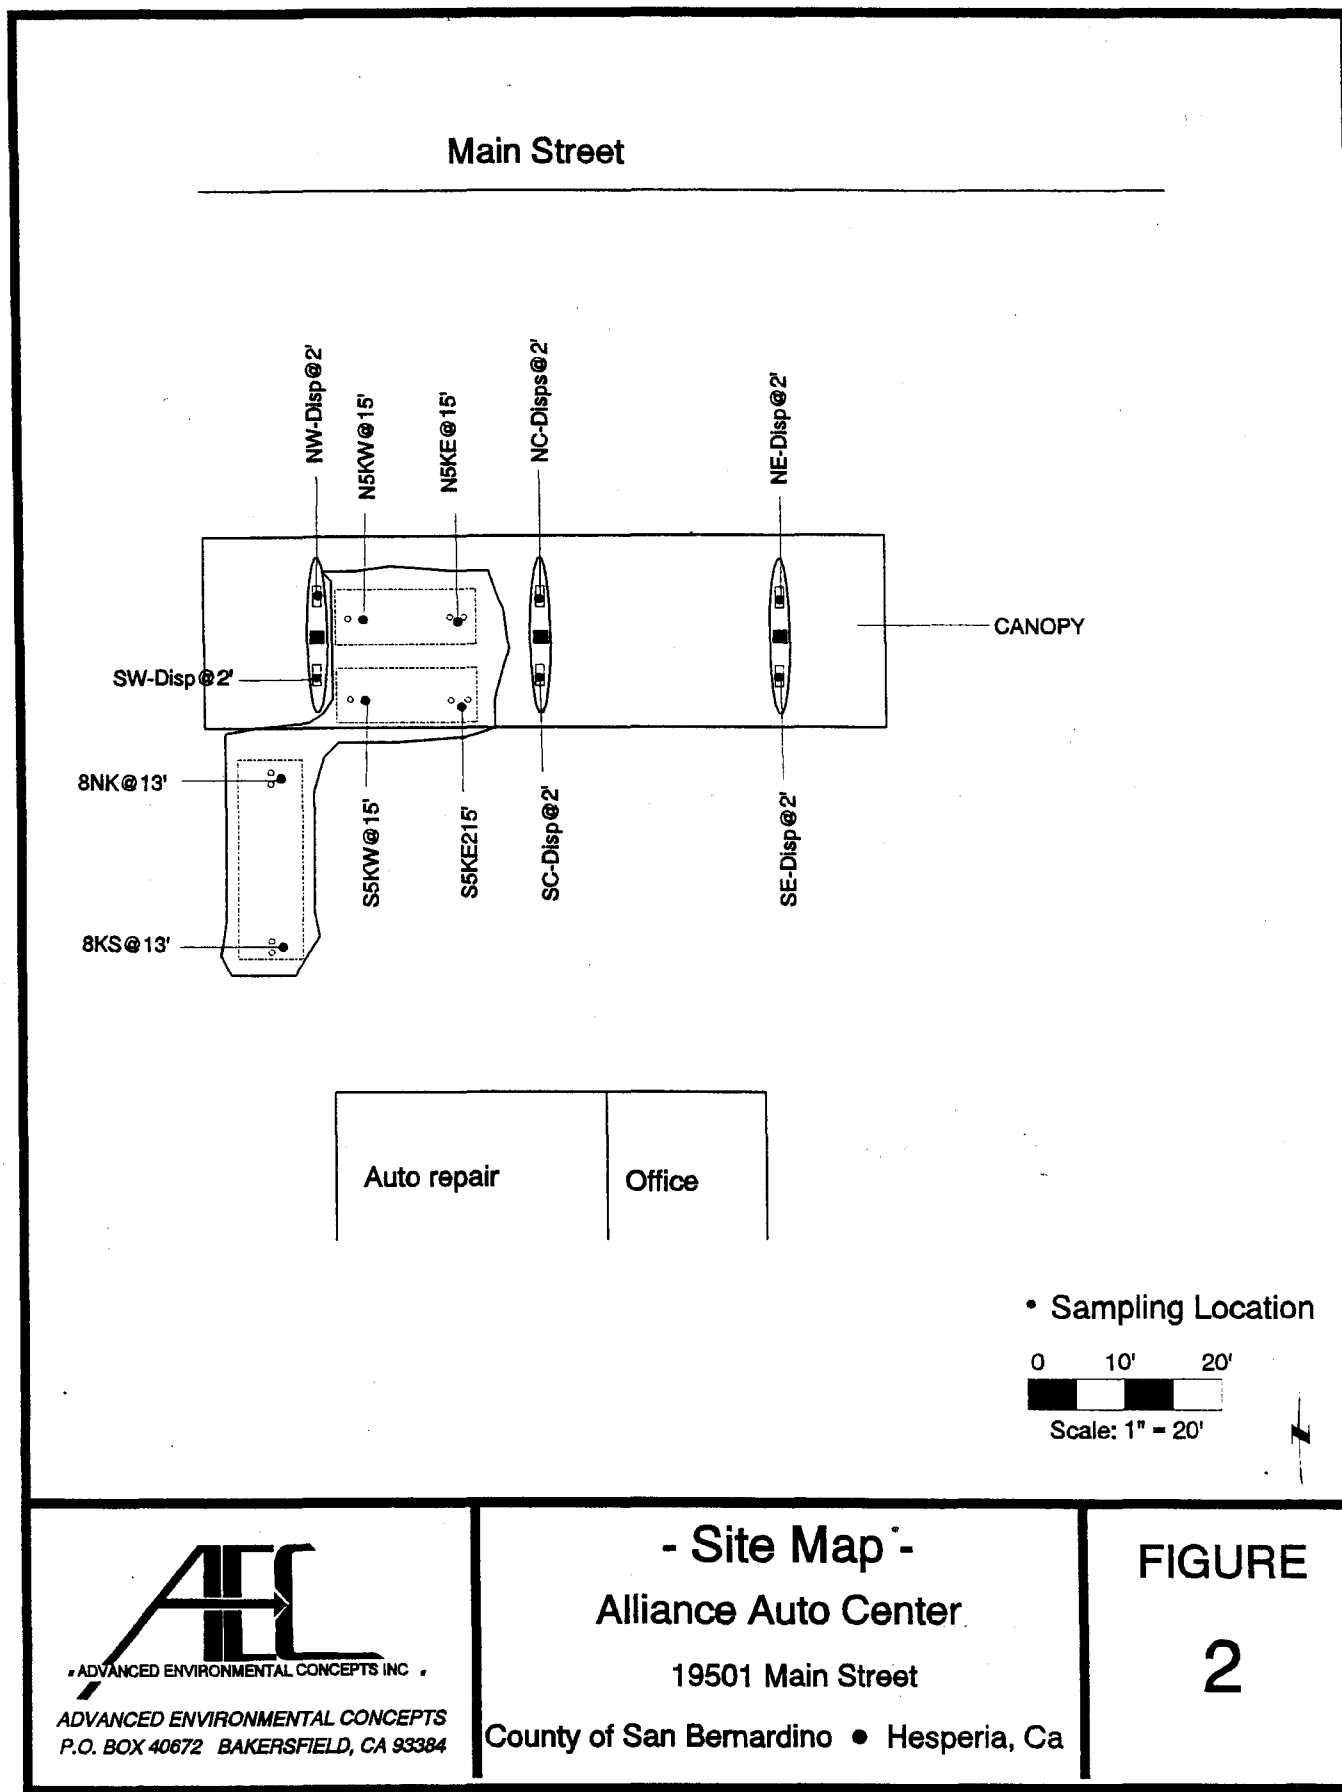 Main Street
NW-Disp@2'
N5KW@15'
N5KE@15'
NC-Disps@2'
NE-Disp@2'
CANOPY
SW-Disp@2'
8NK@13'
S5KW@15'
S5KE215'
SC-Disp@2'
SE-Disp@2'
8KS@13'
Auto repair
Office
• Sampling Location
0 10' 20'
Scale: 1" = 20'
AEC
ADVANCED ENVIRONMENTAL CONCEPTS INC
ADVANCED ENVIRONMENTAL CONCEPTS
P.O. BOX 40672 BAKERSFIELD, CA 93384
- Site Map -
Alliance Auto Center
19501 Main Street
County of San Bernardino • Hesperia, Ca
FIGURE
2